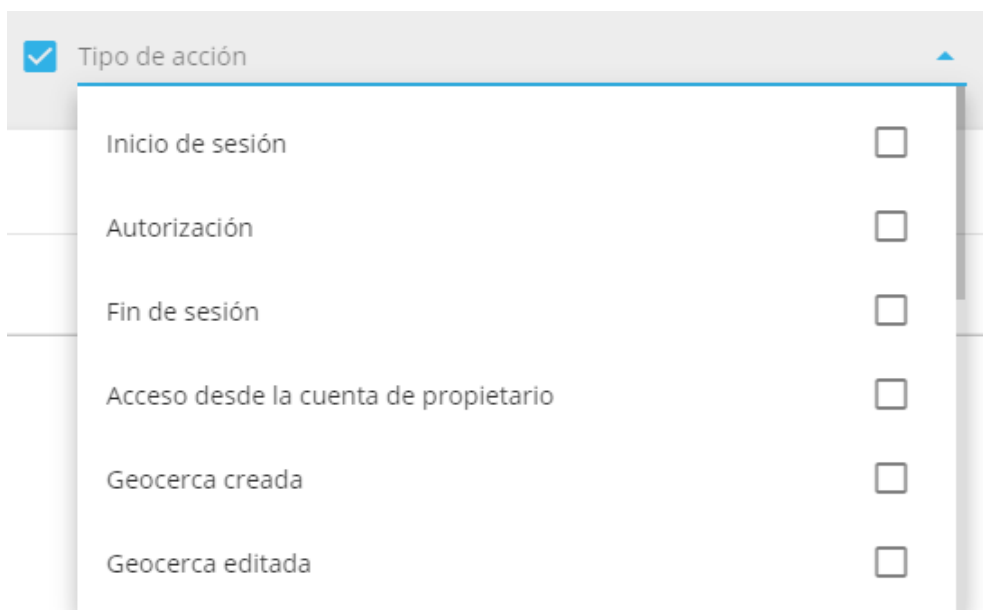 Tipo de acción
Inicio de sesión
Autorización
Fin de sesión
Acceso desde la cuenta de propietario
Geocerca creada
Geocerca editada